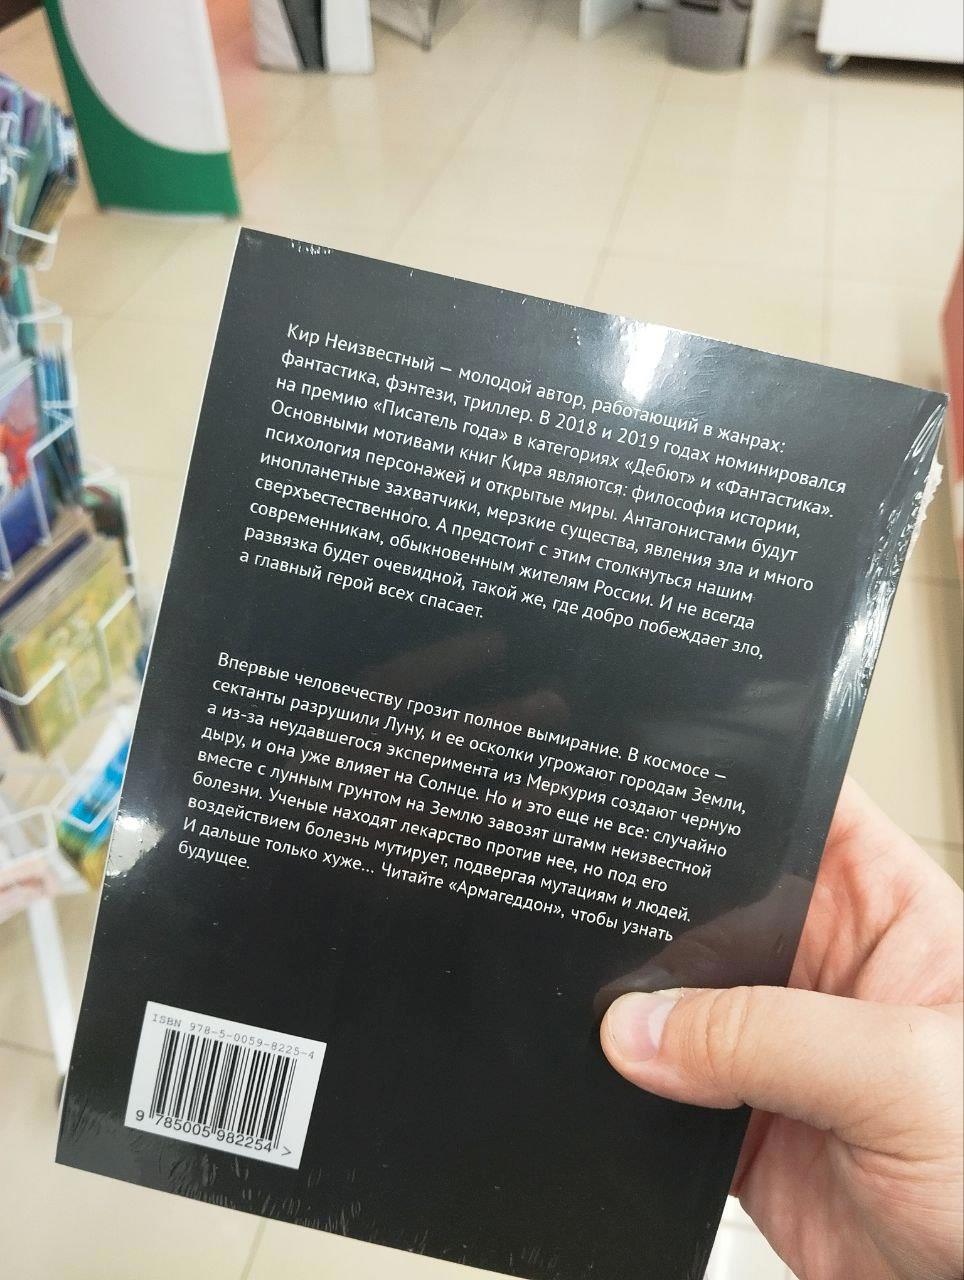 Кир Неизвестный — молодой автор, работающий в жанрах:
фантастика, фэнтези, триллер. В 2018 и 2019 годах номинировался
на премию «Писатель года» в категориях «Дебют» и «Фантастика».
Основными мотивами книг Кира являются: философия истории,
психология персонажей и открытые миры. Антагонистами будут
инопланетные захватчики, мерзкие существа, явления зла и много
сверхъестественного. А предстоит с этим столкнуться нашим
современникам, обыкновенным жителям России. И не всегда
развязка будет очевидной, такой же, где добро побеждает зло,
а главный герой всех спасает.
Впервые человечеству грозит полное вымирание. В космосе —
сектанты разрушили Луну, и ее осколки угрожают городам Земли,
а из-за неудавшегося эксперимента из Меркурия создают черную
дыру, и она уже влияет на Солнце. Но и это еще не все: случайно
вместе с лунным грунтом на Землю завозят штамм неизвестной
болезни. Ученые находят лекарство против нее, но под его
воздействием болезнь мутирует, подвергая мутациям и людей.
И дальше только хуже... Читайте «Армагеддон», чтобы узнать
будущее.
ISBN 978-5-0059-8225-4
9 785005 982254 >